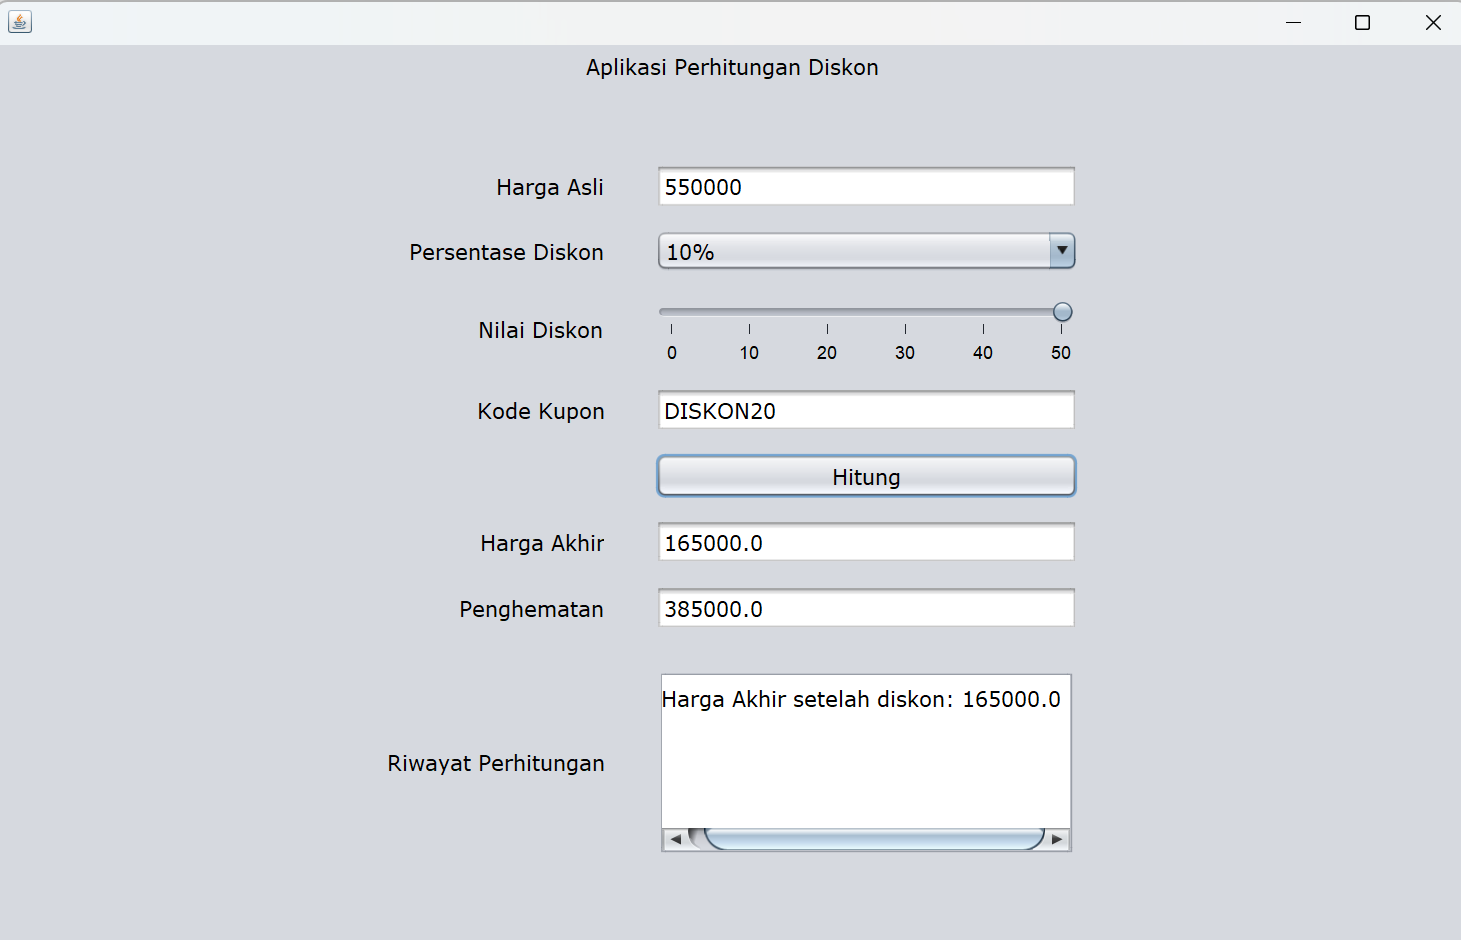 Aplikasi Perhitungan Diskon
Harga Asli 550000
Persentase Diskon 10%
Nilai Diskon
0 10 20 30 40 50
Kode Kupon DISKON20
Hitung
Harga Akhir 165000.0
Penghematan 385000.0
Harga Akhir setelah diskon: 165000.0
Riwayat Perhitungan